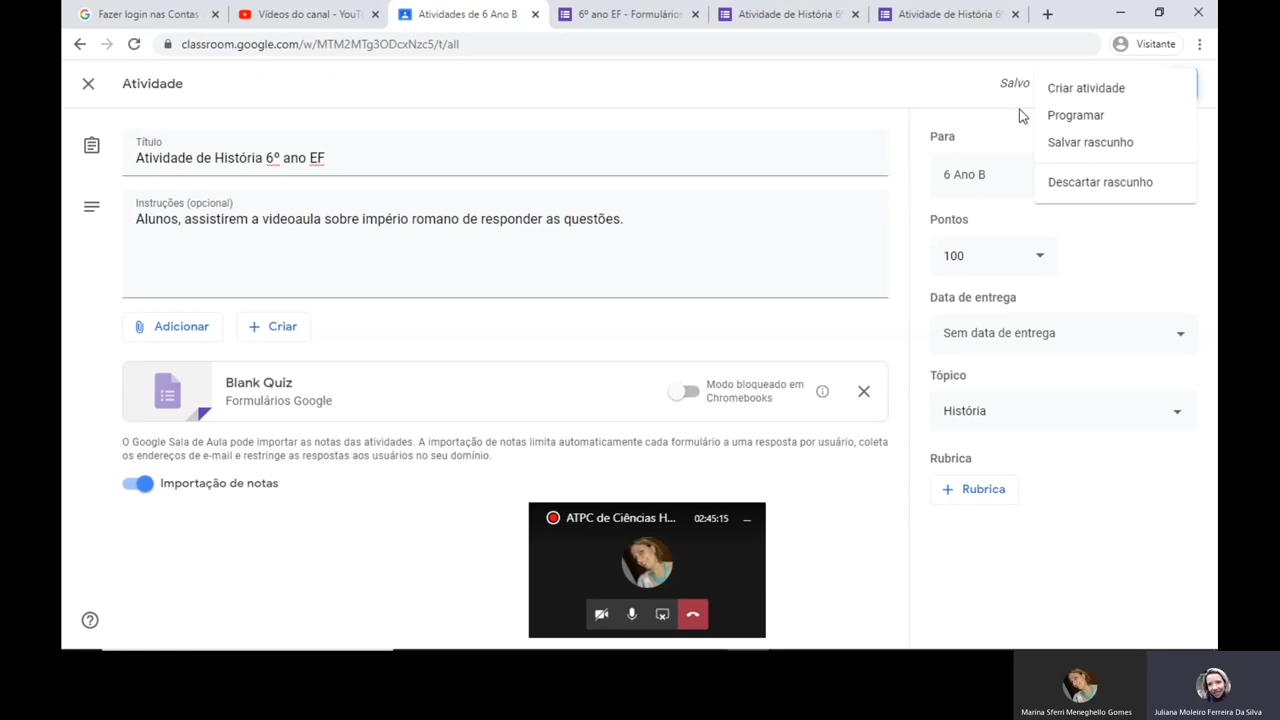 Fazer login nas Contas
Vídeos do canal - YouTu
Atividades de 6 Ano B
6º ano EF - Formulários
Atividade de História 6º
Atividade de História 6º
classroom.google.com/w/MTM2MTg3ODcxNzc5/t/all
Visitante
Atividade
Salvo
Criar atividade
Programar
Salvar rascunho
Descartar rascunho
Título
Atividade de História 6º ano EF
Instruções (opcional)
Alunos, assistirem a videoaula sobre império romano de responder as questões.
Adicionar
Criar
Blank Quiz
Formulários Google
Modo bloqueado em
Chromebooks
O Google Sala de Aula pode importar as notas das atividades. A importação de notas limita automaticamente cada formulário a uma resposta por usuário, coleta
os endereços de e-mail e restringe as respostas aos usuários no seu domínio.
Importação de notas
Para
6 Ano B
Pontos
100
Data de entrega
Sem data de entrega
Tópico
História
Rubrica
Rubrica
ATPC de Ciências H... 02:45:15
Marina Sferri Meneghello Gomes
Juliana Moleiro Ferreira Da Silva